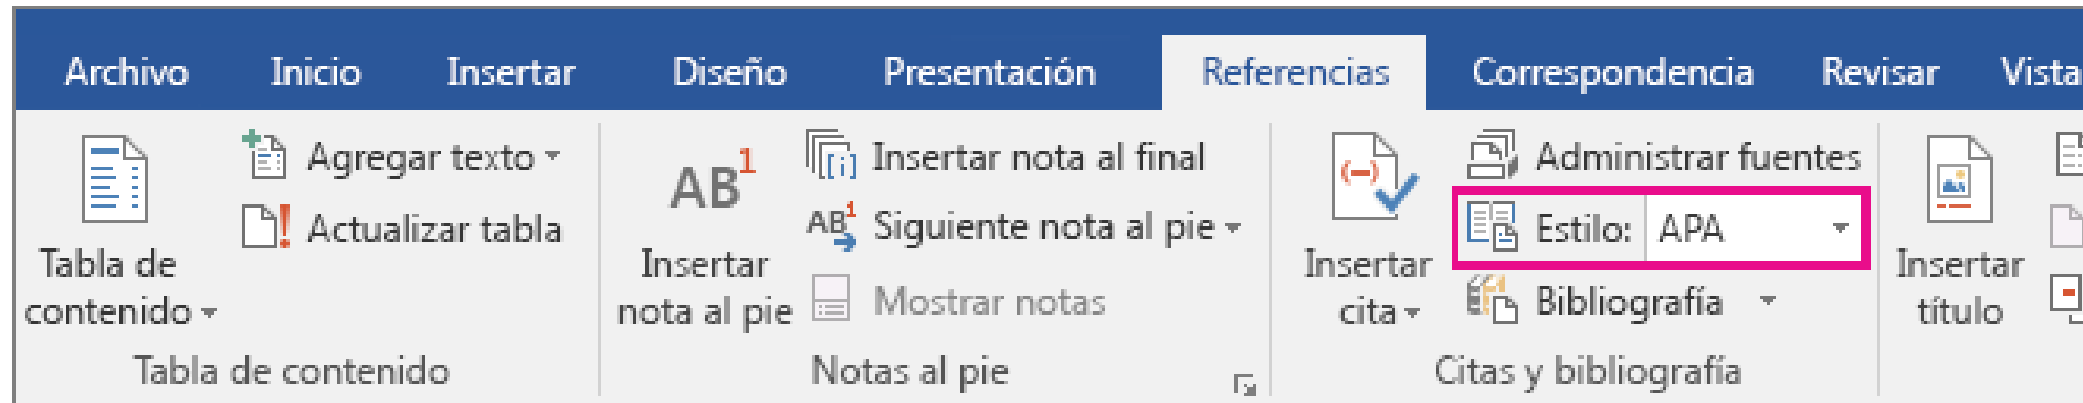 Archivo Inicio Insertar Diseño Presentación Referencias Correspondencia Revisar Vista
Tabla de
contenido
Agregar texto
Actualizar tabla
Tabla de contenido
AB1
Insertar
nota al pie
[i] Insertar nota al final
AB1 Siguiente nota al pie
Mostrar notas
Notas al pie
(-)
Insertar
cita
Administrar fuentes
Estilo: APA
Bibliografía
Citas y bibliografía
Insertar
título